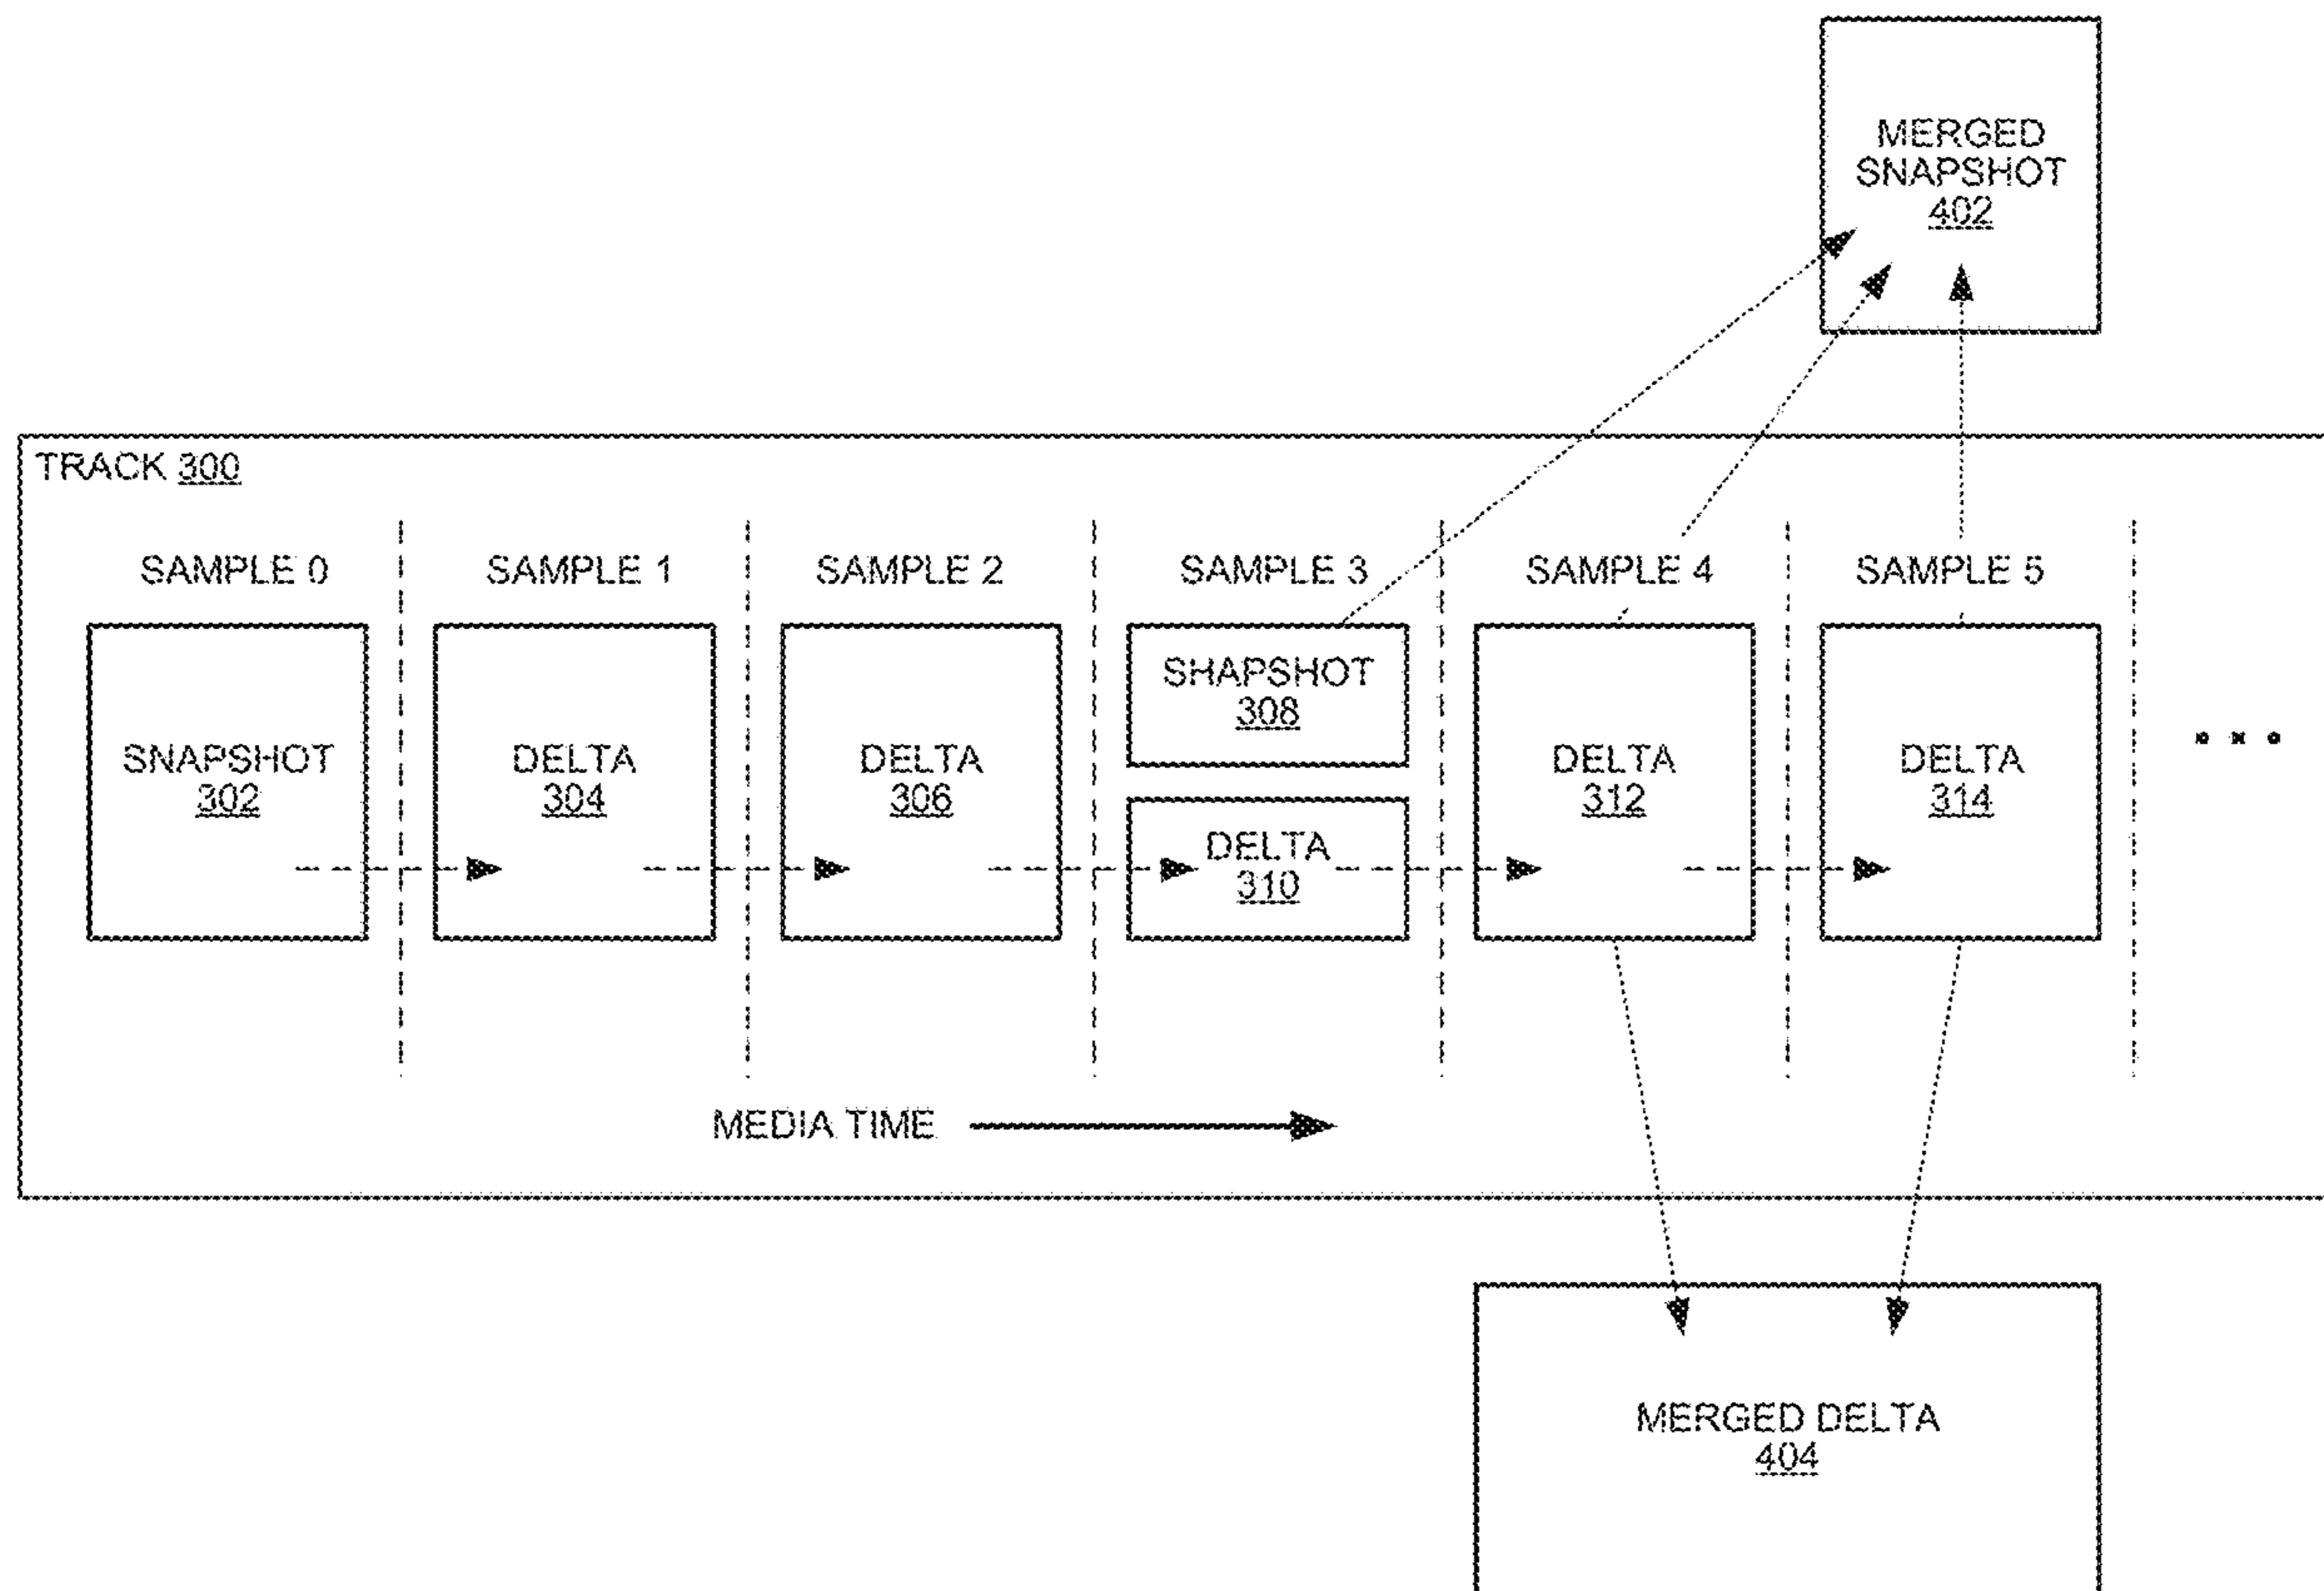 MERGED
SNAPSHOT
402
TRACK 300
SAMPLE 0
SAMPLE 1
SAMPLE 2
SAMPLE 3
SAMPLE 4
SAMPLE 5
SNAPSHOT
302
DELTA
304
DELTA
306
SHAPSHOT
308
DELTA
310
DELTA
312
DELTA
314
MEDIA TIME
MERGED DELTA
404